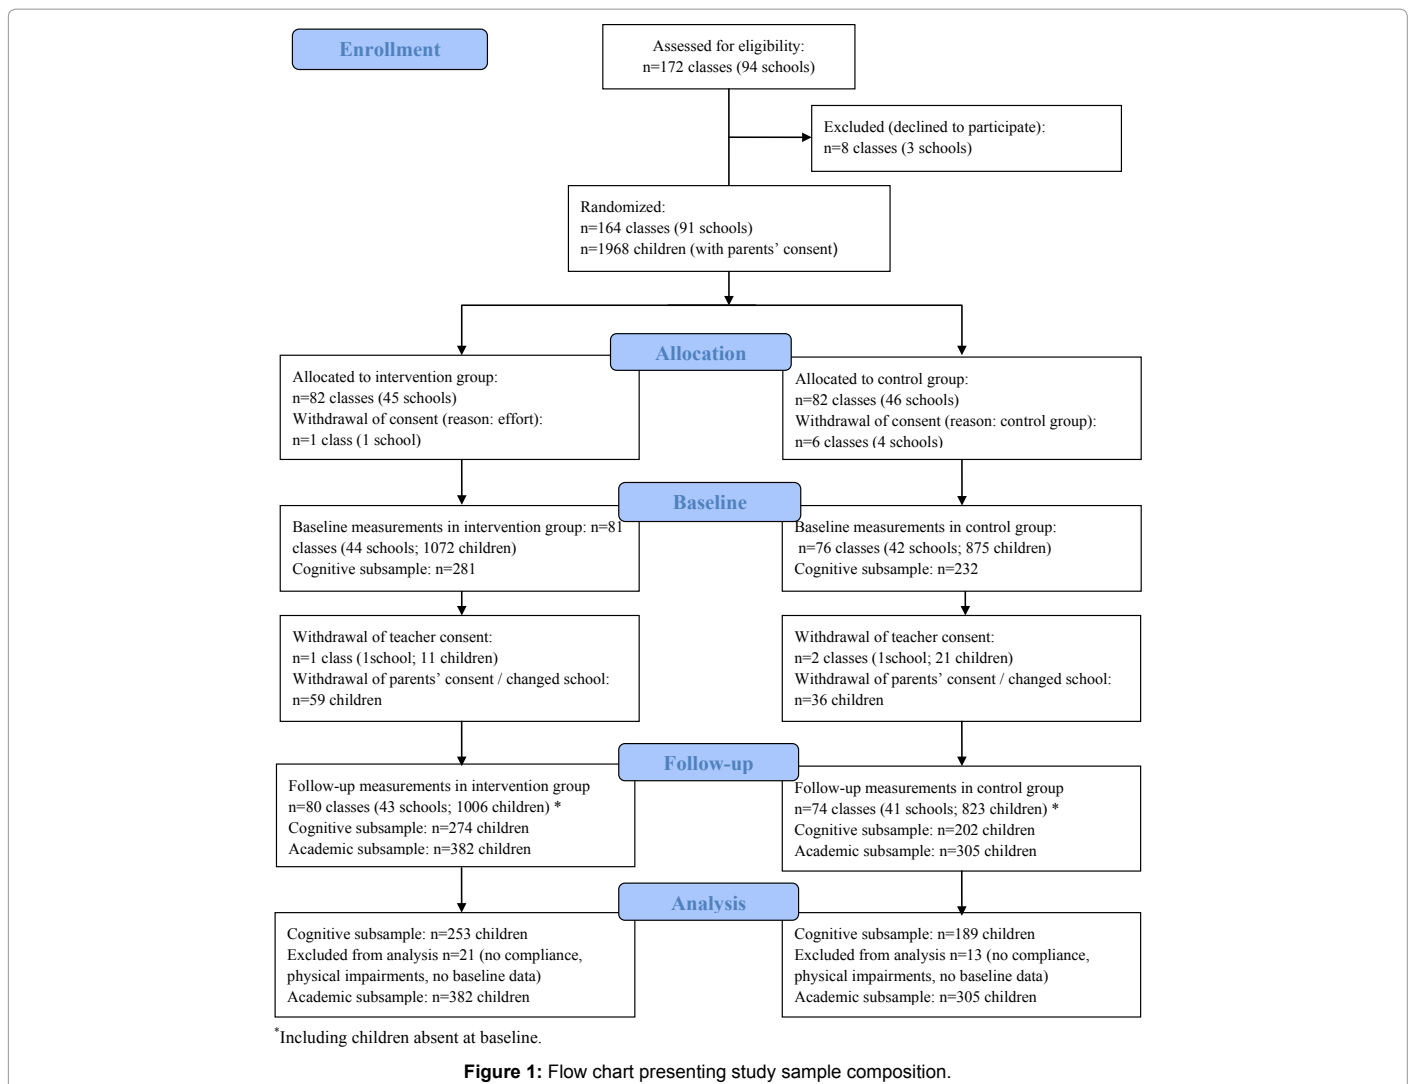 Enrollment
Assessed for eligibility:
n=172 classes (94 schools)
Excluded (declined to participate):
n=8 classes (3 schools)
Randomized:
n=164 classes (91 schools)
n=1968 children (with parents’ consent)
Allocation
Allocated to intervention group:
n=82 classes (45 schools)
Withdrawal of consent (reason: effort):
n=1 class (1 school)
Allocated to control group:
n=82 classes (46 schools)
Withdrawal of consent (reason: control group):
n=6 classes (4 schools)
Baseline
Baseline measurements in intervention group: n=81
classes (44 schools; 1072 children)
Cognitive subsample: n=281
Baseline measurements in control group:
n=76 classes (42 schools; 875 children)
Cognitive subsample: n=232
Withdrawal of teacher consent:
n=1 class (1school; 11 children)
Withdrawal of parents’ consent / changed school:
n=59 children
Withdrawal of teacher consent:
n=2 classes (1school; 21 children)
Withdrawal of parents’ consent / changed school:
n=36 children
Follow-up
Follow-up measurements in intervention group
n=80 classes (43 schools; 1006 children) *
Cognitive subsample: n=274 children
Academic subsample: n=382 children
Follow-up measurements in control group
n=74 classes (41 schools; 823 children) *
Cognitive subsample: n=202 children
Academic subsample: n=305 children
Analysis
Cognitive subsample: n=253 children
Excluded from analysis n=21 (no compliance,
physical impairments, no baseline data)
Academic subsample: n=382 children
Cognitive subsample: n=189 children
Excluded from analysis n=13 (no compliance,
physical impairments, no baseline data)
Academic subsample: n=305 children
*Including children absent at baseline.
Figure 1: Flow chart presenting study sample composition.